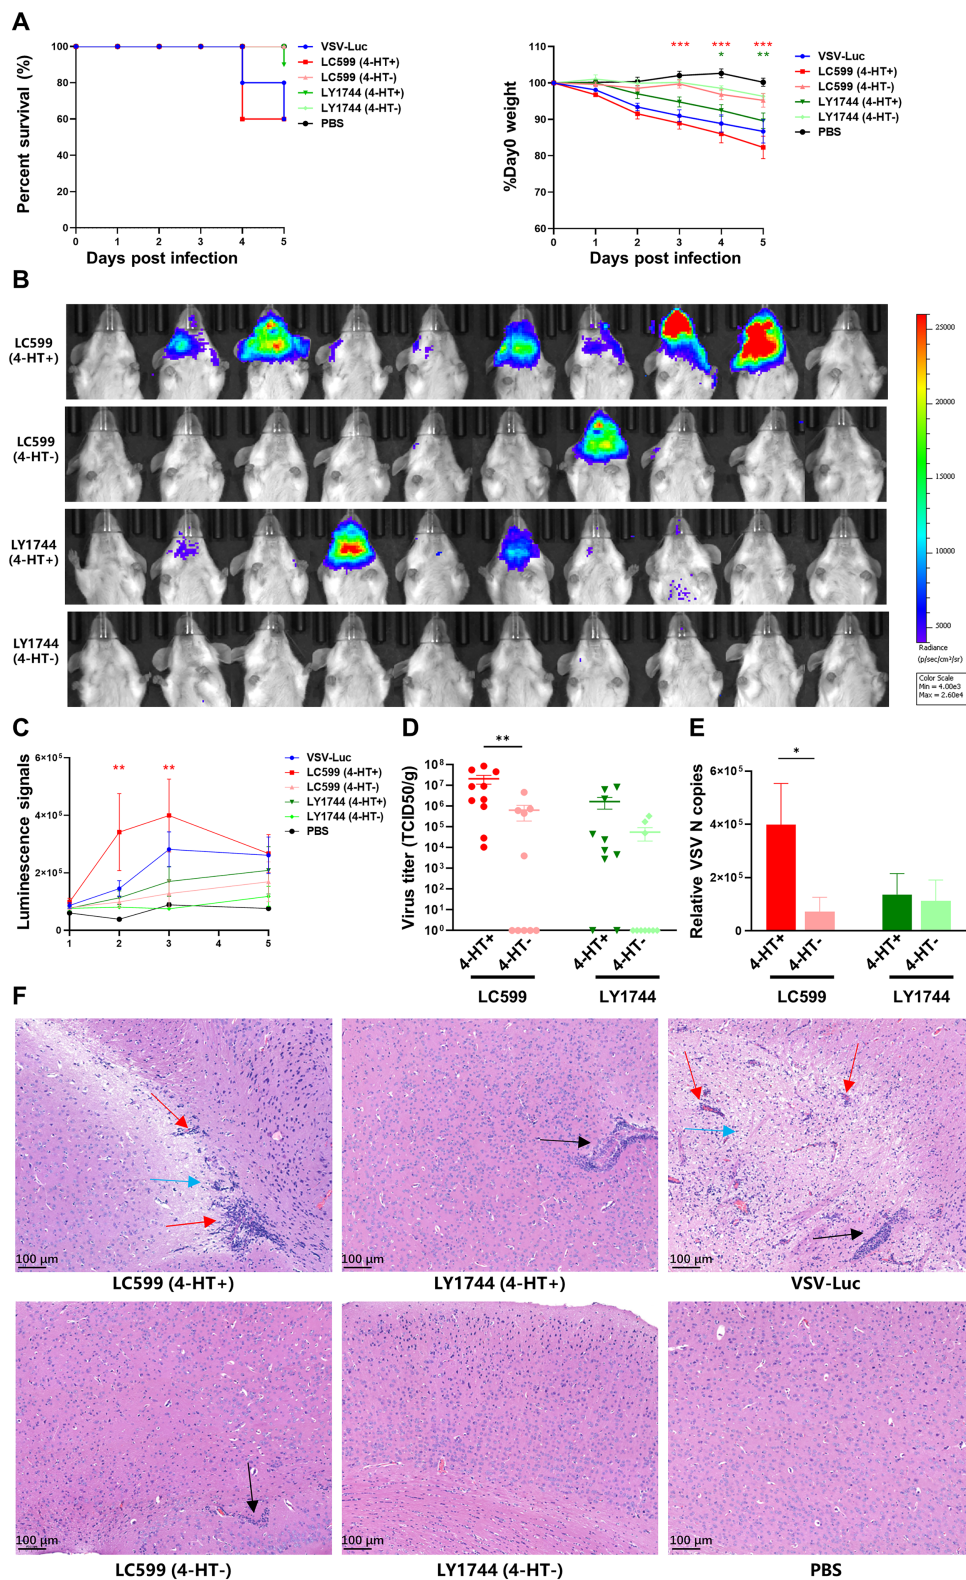 A
Percent survival (%)
100
80
60
40
20
0
0 1 2 3 4 5
Days post infection
VSV-Luc
LC599 (4-HT+)
LC599 (4-HT-)
LY1744 (4-HT+)
LY1744 (4-HT-)
PBS
%Day0 weight
110
100
90
80
70
60
*** *** ***
* **
0 1 2 3 4 5
Days post infection
VSV-Luc
LC599 (4-HT+)
LC599 (4-HT-)
LY1744 (4-HT+)
LY1744 (4-HT-)
PBS
B
LC599
(4-HT+)
LC599
(4-HT-)
LY1744
(4-HT+)
LY1744
(4-HT-)
25000
20000
15000
10000
5000
Radiance
(p/sec/cm²/sr)
Color Scale
Min = 4.00e3
Max = 2.60e4
C
Luminescence signals
6×10⁵
4×10⁵
2×10⁵
0
** **
1 2 3 5
VSV-Luc
LC599 (4-HT+)
LC599 (4-HT-)
LY1744 (4-HT+)
LY1744 (4-HT-)
PBS
D
Virus titer (TCID50/g)
10⁸
10⁷
10⁶
10⁵
10⁴
10³
10²
10¹
10⁰
**
4-HT+
4-HT-
4-HT+
4-HT-
LC599
LY1744
E
Relative VSV N copies
6×10⁵
4×10⁵
2×10⁵
0
*
4-HT+
4-HT-
4-HT+
4-HT-
LC599
LY1744
F
100 µm
100 µm
100 µm
LC599 (4-HT+)
LY1744 (4-HT+)
VSV-Luc
100 µm
100 µm
100 µm
LC599 (4-HT-)
LY1744 (4-HT-)
PBS